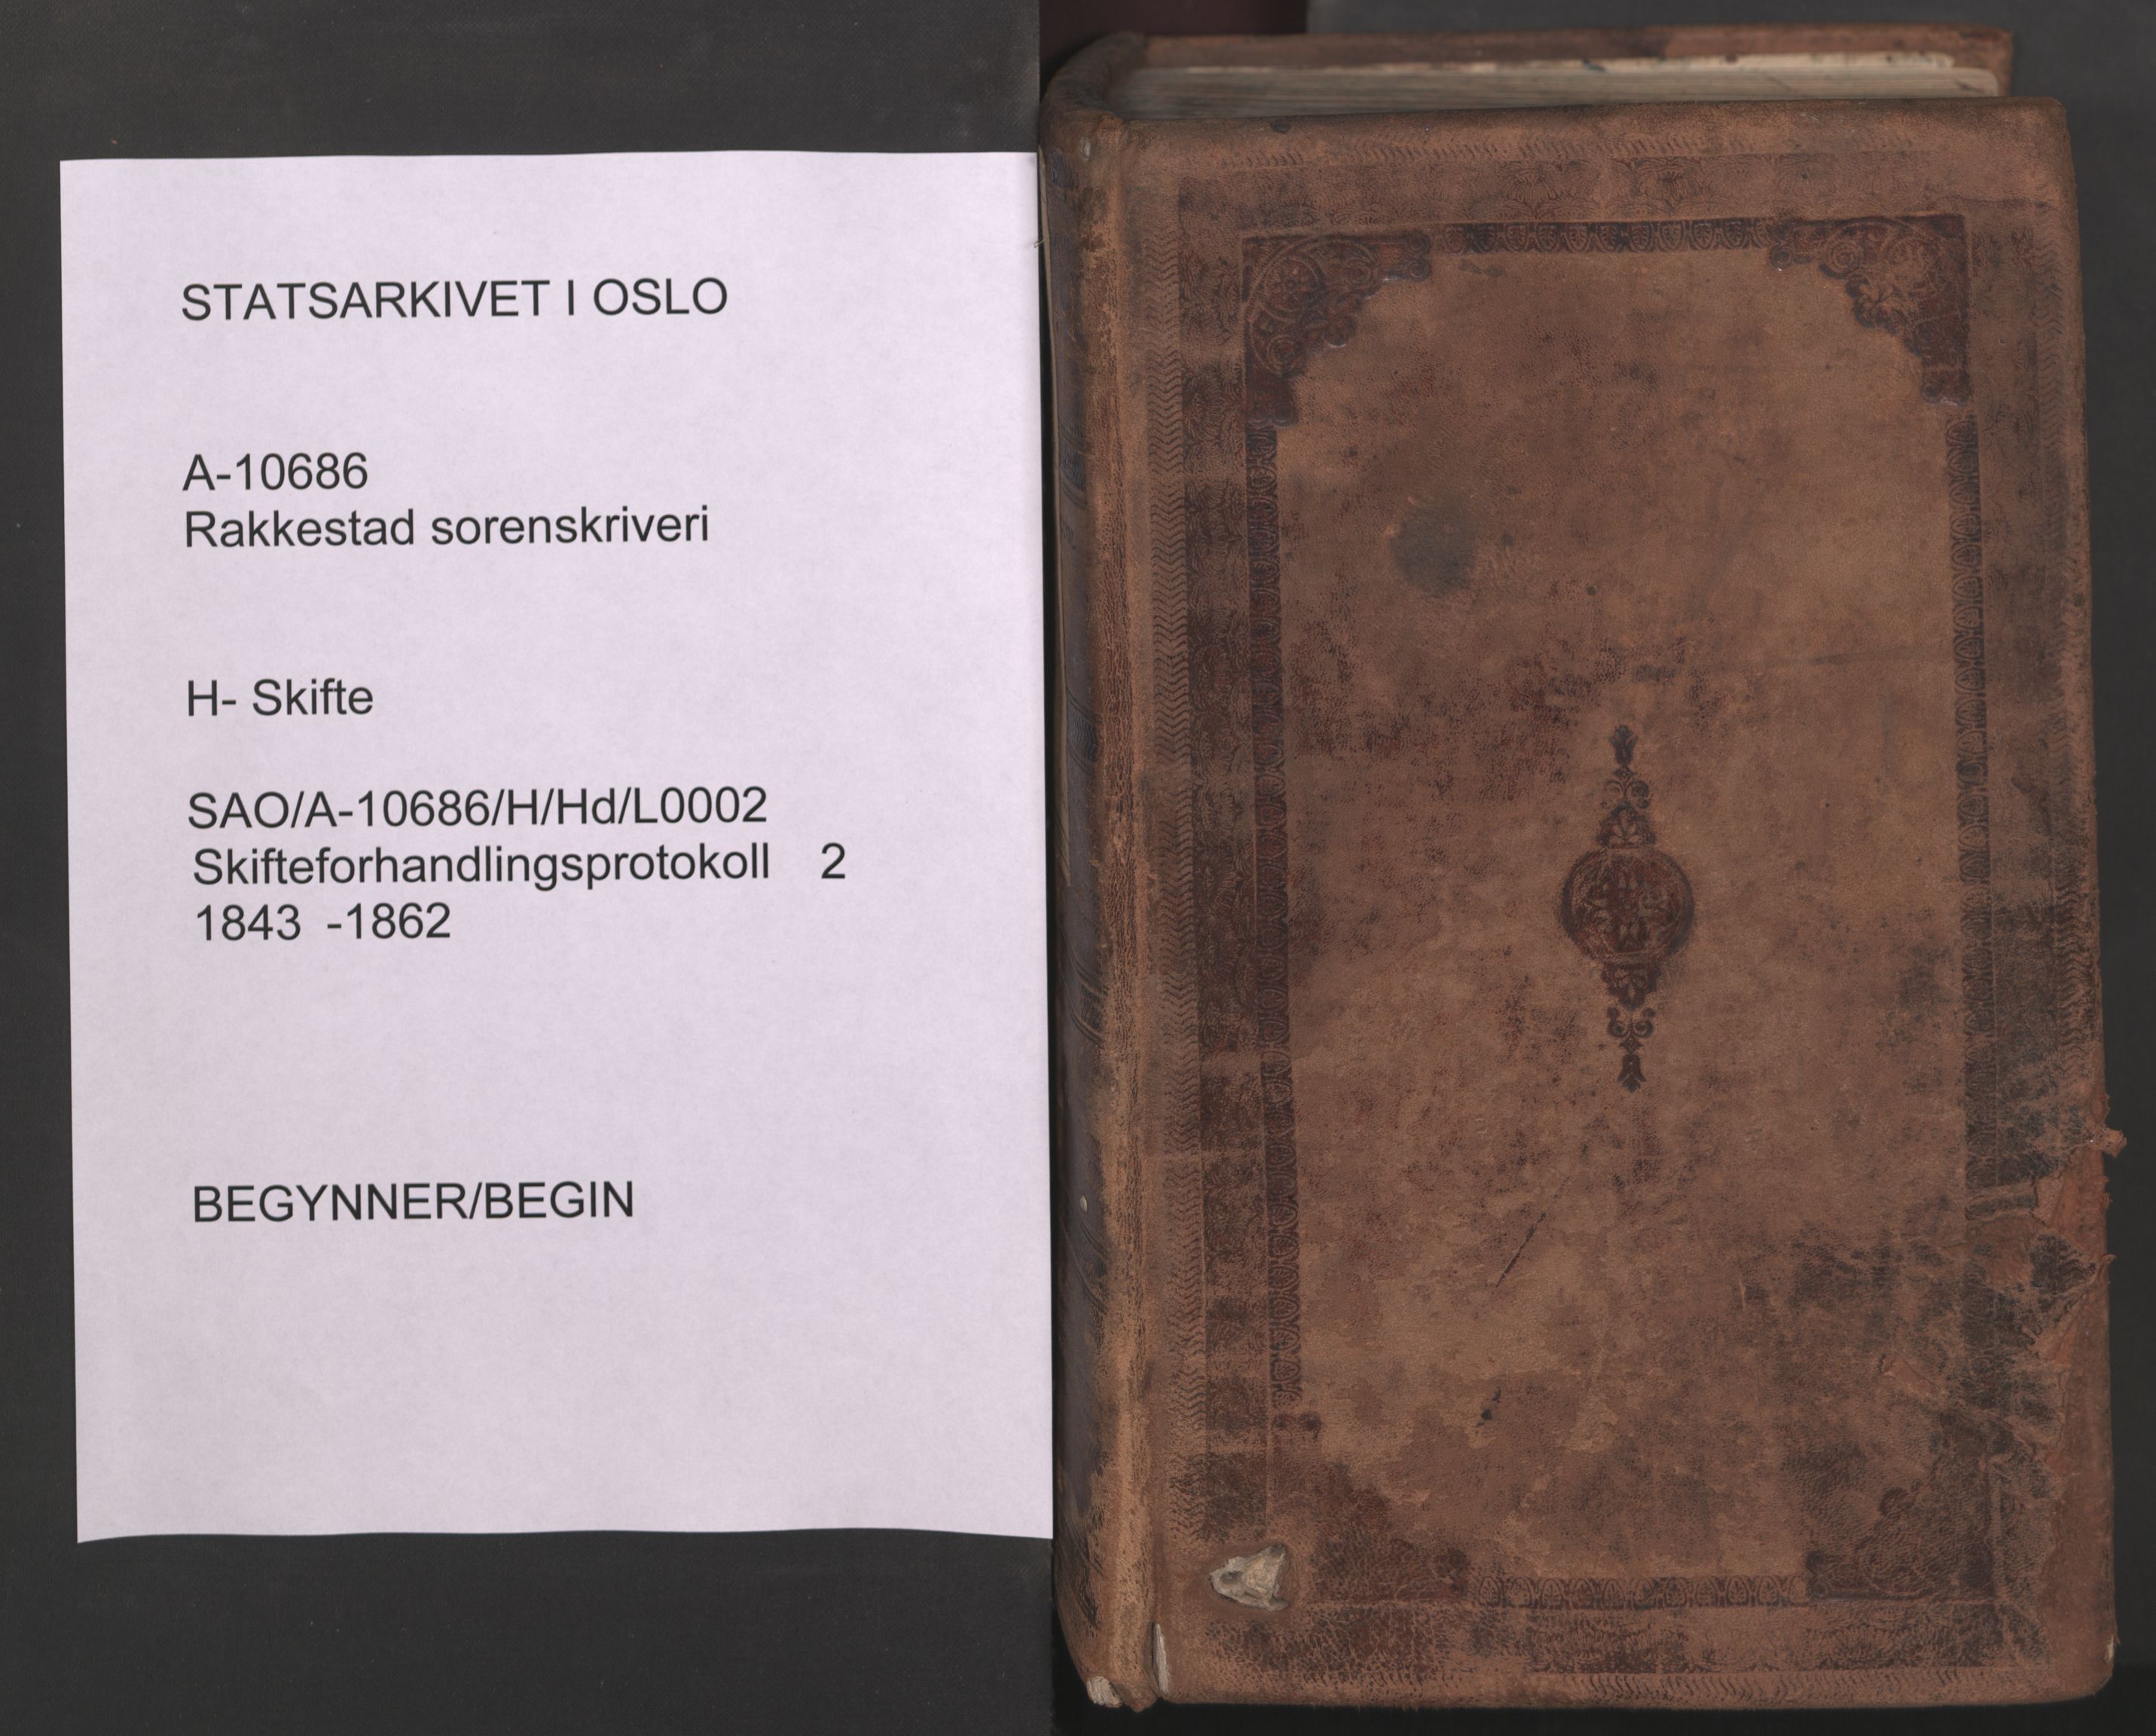 STATSARKIVET I OSLO
A-10686
Rakkestad sorenskriveri
H- Skifte
SAO/A-10686/H/Hd/L0002
Skifteforhandlingsprotokoll 2
1843 -1862
BEGYNNER/BEGIN